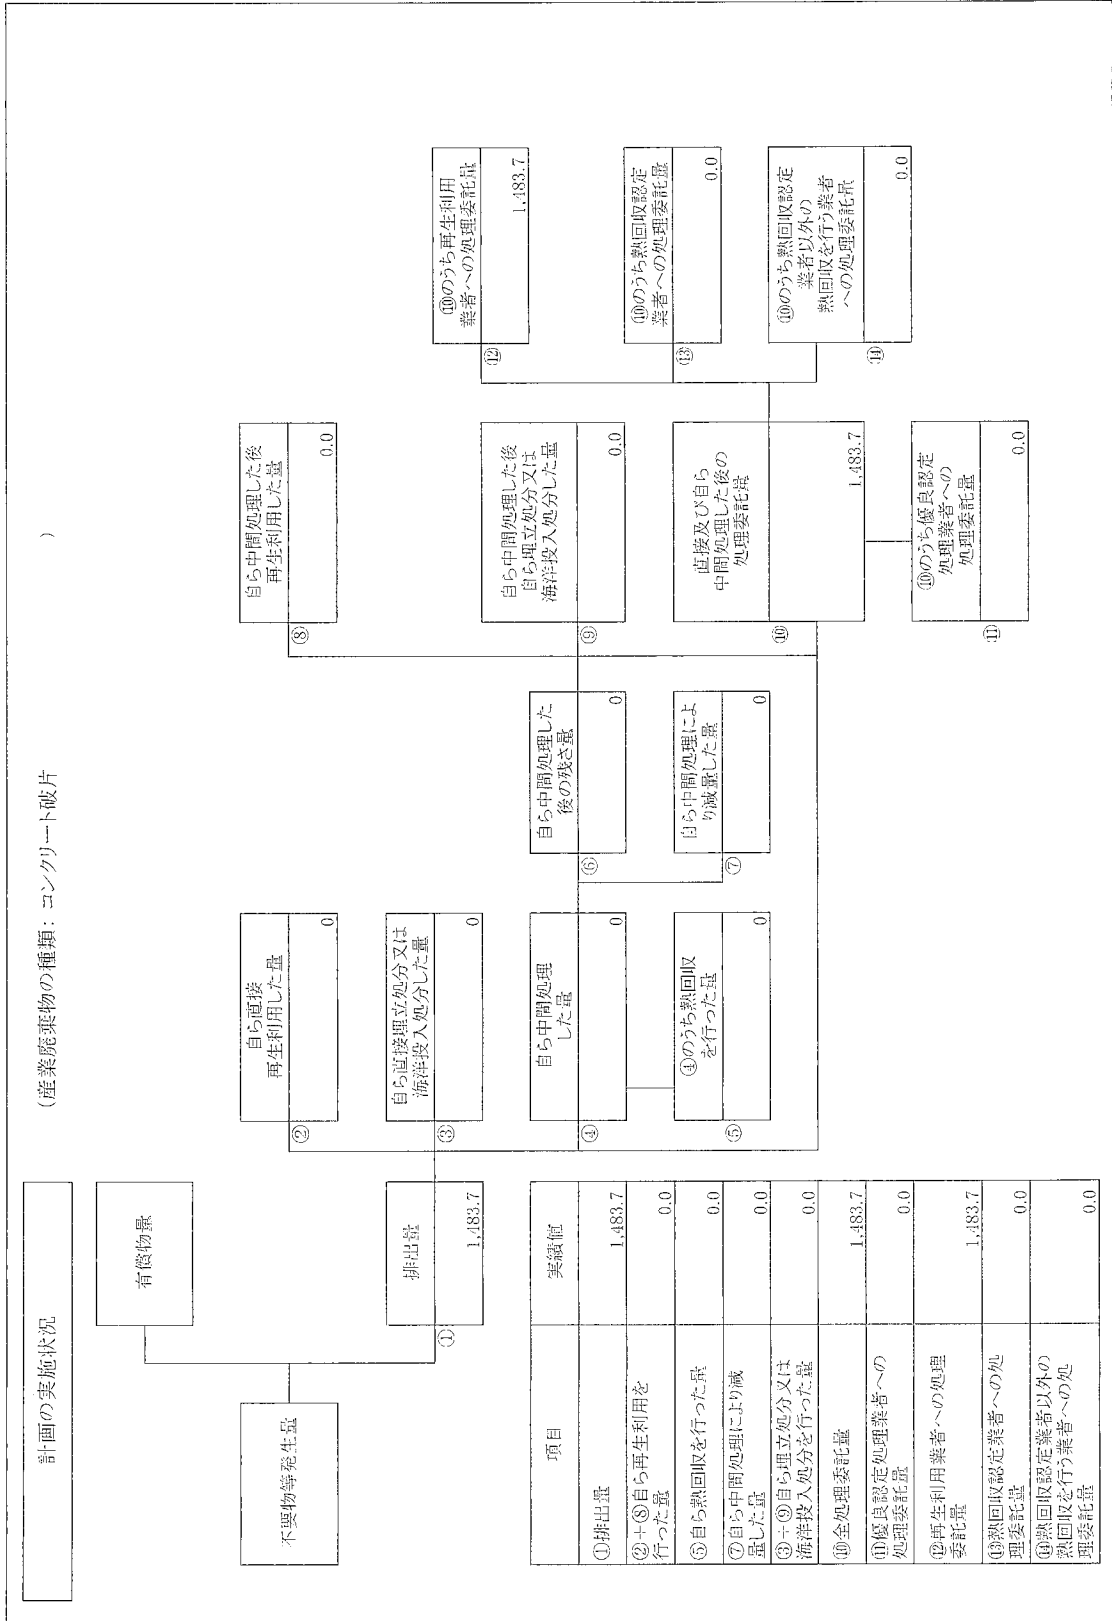 計画の実施状況
(産業廃棄物の種類：コンクリート破片　　　)
不要物等発生量
有償物量
①
排出量
1,483.7
②
自ら直接
再生利用した量
0
③
自ら直接埋立処分又は
海洋投入処分した量
0
④
自ら中間処理
した量
0
⑤
④のうち熱回収
を行った量
0
⑥
自ら中間処理した
後の残さ量
0
⑦
自ら中間処理によ
り減量した量
0
⑧
自ら中間処理した後
再生利用した量
0.0
⑨
自ら中間処理した後
自ら埋立処分又は
海洋投入処分した量
0.0
⑩
直接及び自ら
中間処理した後の
処理委託量
1,483.7
⑪
⑩のうち優良認定
処理業者への
処理委託量
0.0
⑫
⑩のうち再生利用
業者への処理委託量
1,483.7
⑬
⑩のうち熱回収認定
業者への処理委託量
0.0
⑭
⑩のうち熱回収認定
業者以外の
熱回収を行う業者
への処理委託量
0.0
項目 実績値
①排出量 1,483.7
②+⑧自ら再生利用を
行った量 0.0
⑤自ら熱回収を行った量 0.0
⑦自ら中間処理により減
量した量 0.0
③+⑨自ら埋立処分又は
海洋投入処分を行った量 0.0
⑩全処理委託量 1,483.7
⑪優良認定処理業者への
処理委託量 0.0
⑫再生利用業者への処理
委託量 1,483.7
⑬熱回収認定業者への処
理委託量 0.0
⑭熱回収認定業者以外の
熱回収を行う業者への処
理委託量 0.0